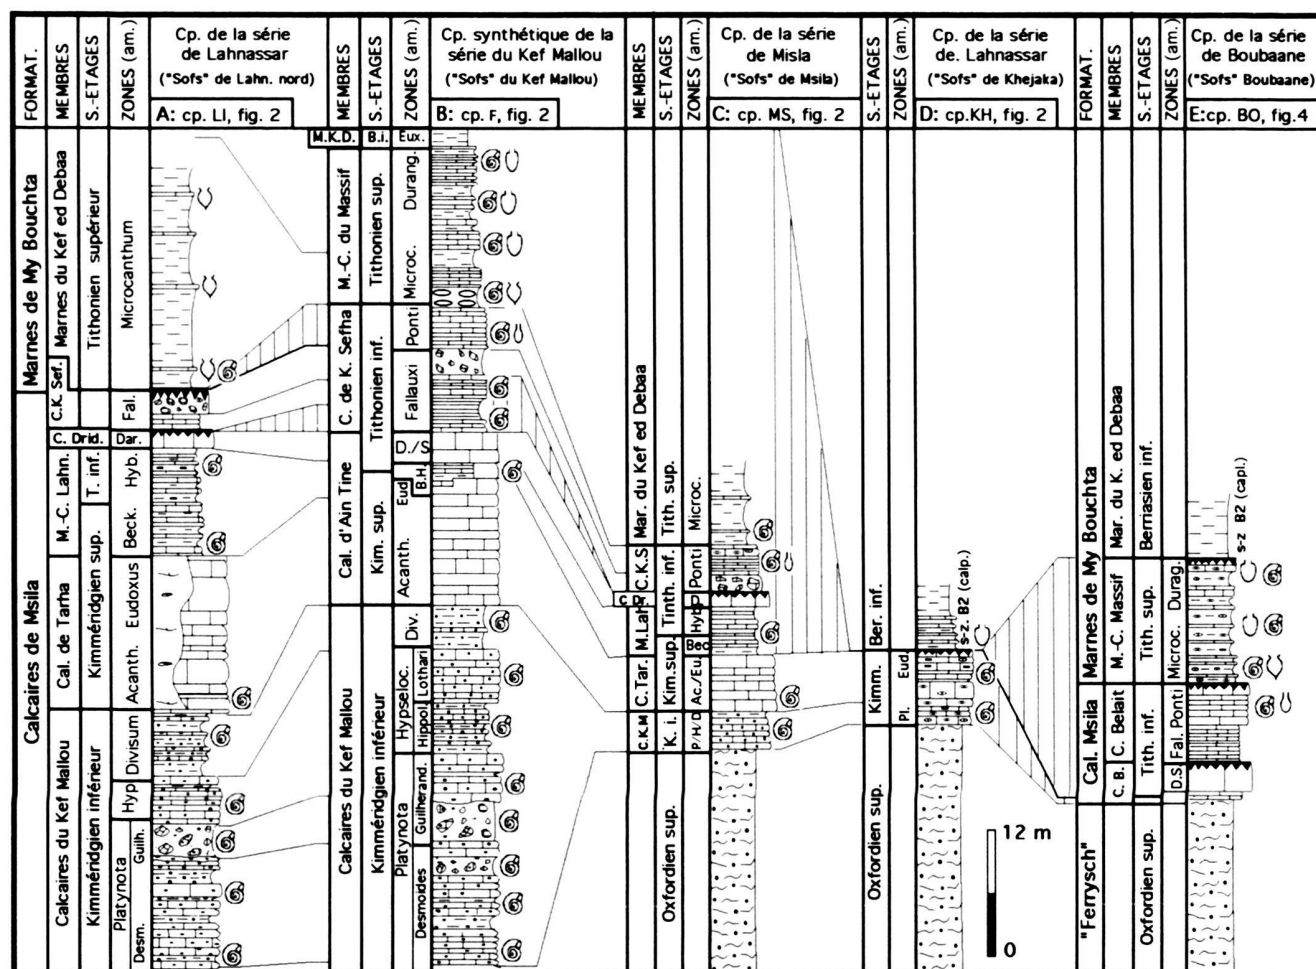 FORMAT.
MEMBRES
S.-ETAGES
ZONES (am.)
Cp. de la série
de Lahnassar
("Sofs" de Lahn. nord)
A: cp. LI, fig. 2
MEMBRES
S.-ETAGES
ZONES (am.)
Cp. synthétique de la
série du Kef Mallou
("Sofs" du Kef Mallou)
B: cp. F, fig. 2
MEMBRES
S.-ETAGES
ZONES (am.)
Cp. de la série
de Misla
("Sofs" de Msila)
C: cp. MS, fig. 2
S.-ETAGES
ZONES (am.)
Cp. de la série
de. Lahnassar
("Sofs" de Khejaka)
D: cp.KH, fig. 2
FORMAT.
MEMBRES
S.-ETAGES
ZONES (am.)
Cp. de la série
de Boubaane
("Sofs" Boubaane)
E:cp. BO, fig.4
Marnes de My Bouchta
Calcaires de Msila
Marnes du Kef ed Debaa
C.K. Sef.
C. Drid.
M.-C. Lahn.
Cal. de Tarha
Calcaires du Kef Mallou
Tithonien supérieur
T. inf.
Kimméridgien sup.
Kimméridgien inférieur
Microcanthum
Fal.
Dar.
Hyb.
Beck.
Eudoxus
Acanth.
Divisum
Hyp
Platynota
Guilh.
Desm.
M.K.D.
M.-C. du Massif
C. de K. Sefha
Cal. d'Ain Tine
Calcaires du Kef Mallou
B.i.
Tithonien sup.
Tithonien inf.
Kim. sup.
Kimméridgien inférieur
Eux.
Durang.
Microc.
Ponti
Fallauxi
D./S
B.H.
Eud
Acanth.
Div.
Hypseloc.
Lothari
Hippol
Platynota
Guilherand.
Desmoides
Mar. du Kef ed Debaa
C.K.S
C Dr.
M.Lah
C.Tar.
C.K.M
Tith. sup.
Tinth. inf.
Kim.sup.
K. i.
Oxfordien sup.
Microc.
Ponti
D
Hyb
Bec
Ac./Eu.
P/H/D
Ber. inf.
Kimm.
Oxfordien sup.
Eud.
Pl.
s-z. B2 (calp.)
12 m
0
Marnes de My Bouchta
Cal. Msila
"Ferrysch"
Mar. du K. ed Debaa
M.-C. Massif
C. Belait
C. B.
Berriasien inf.
Tith. sup.
Tith. inf.
Oxfordien sup.
Durag.
Microc.
Ponti
Fal.
D.S
s-z B2 (capl.)